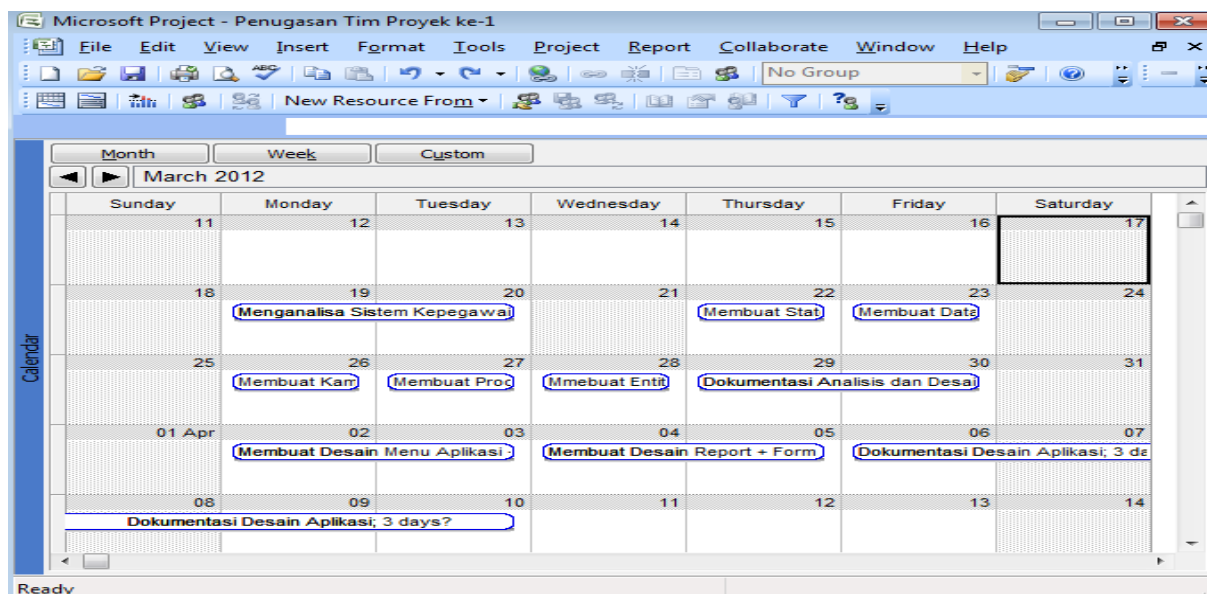 Microsoft Project - Penugasan Tim Proyek ke-1
File Edit View Insert Format Tools Project Report Collaborate Window Help
No Group
New Resource From
Month Week Custom
March 2012
Sunday Monday Tuesday Wednesday Thursday Friday Saturday
11 12 13 14 15 16 17
18 19 20 21 22 23 24
Menganalisa Sistem Kepegawai Membuat Stat Membuat Data
25 26 27 28 29 30 31
Membuat Kam Membuat Proc Mmebuat Entit Dokumentasi Analisis dan Desai
01 Apr 02 03 04 05 06 07
Membuat Desain Menu Aplikasi Membuat Desain Report + Form Dokumentasi Desain Aplikasi; 3 da
08 09 10 11 12 13 14
Dokumentasi Desain Aplikasi; 3 days?
Calendar
Ready